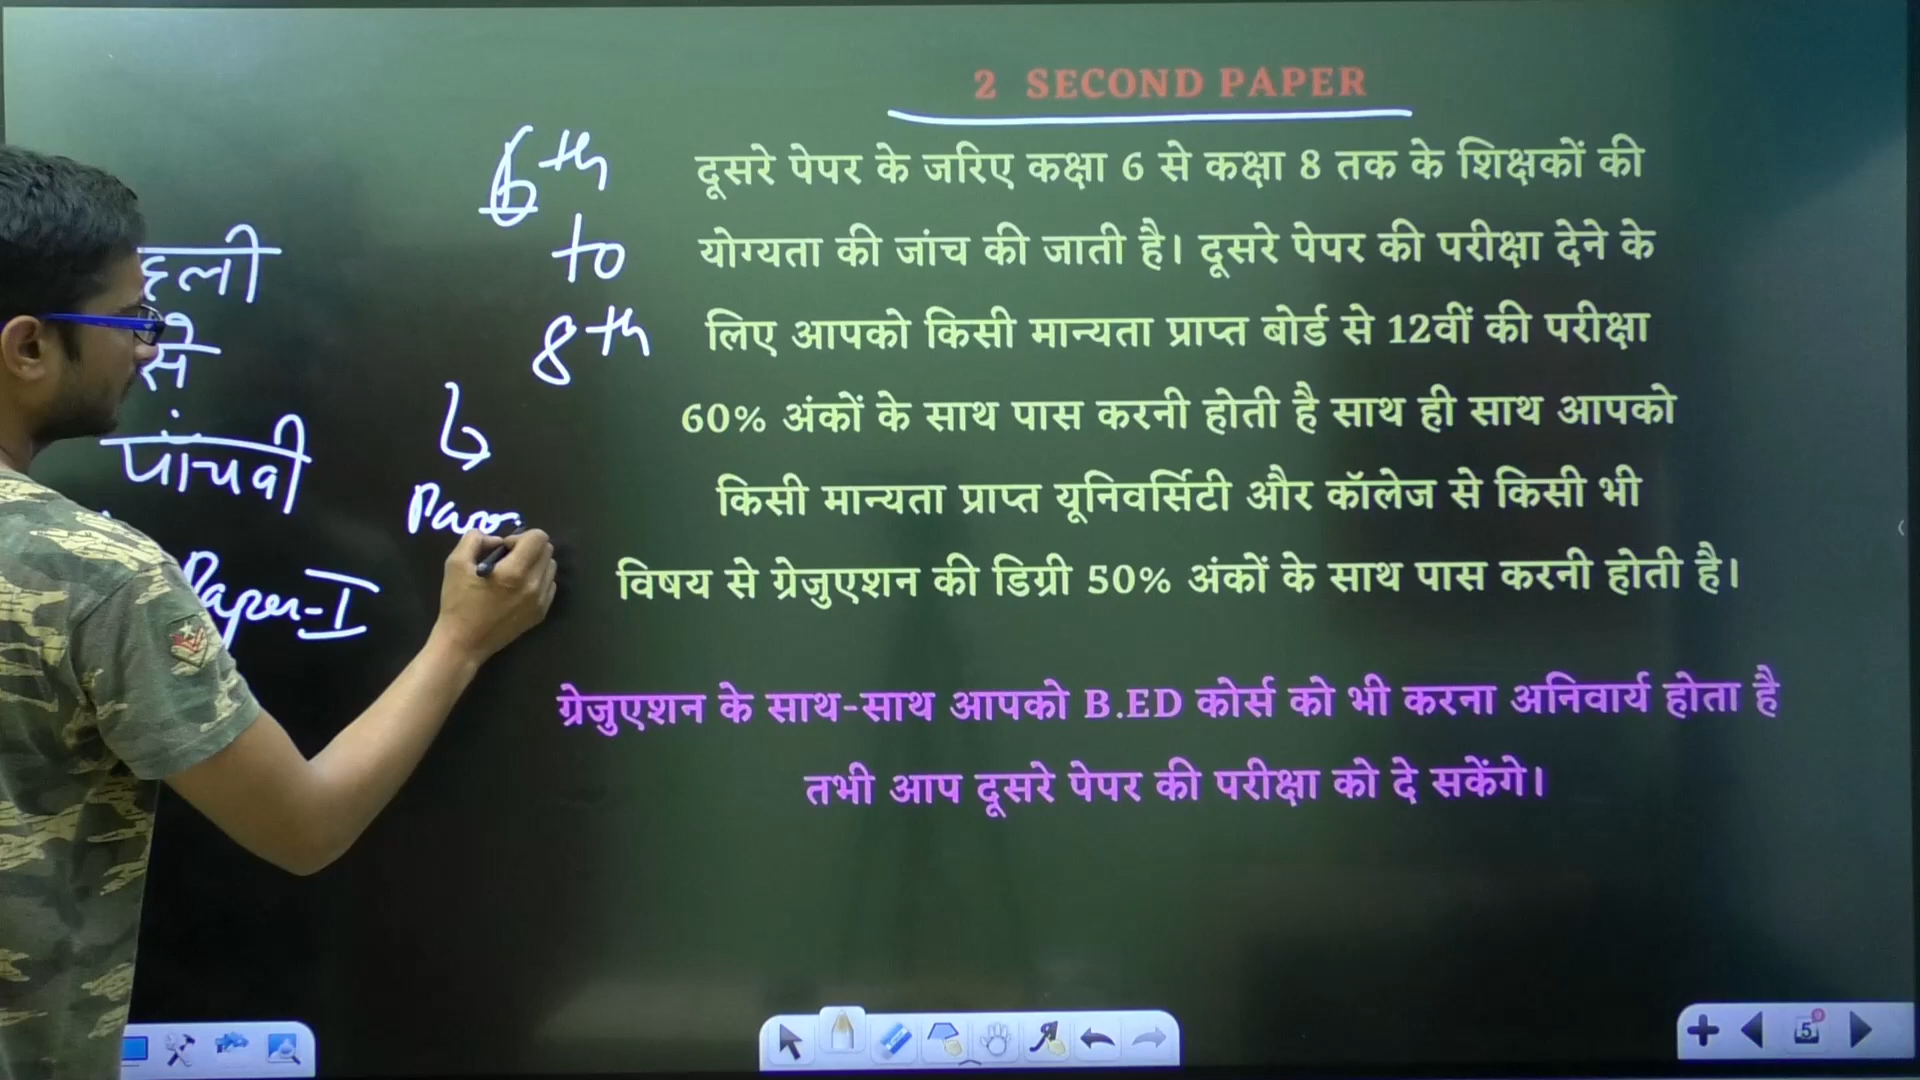 2 SECOND PAPER
दूसरे पेपर के जरिए कक्षा 6 से कक्षा 8 तक के शिक्षकों की
योग्यता की जांच की जाती है। दूसरे पेपर की परीक्षा देने के
लिए आपको किसी मान्यता प्राप्त बोर्ड से 12वीं की परीक्षा
60% अंकों के साथ पास करनी होती है साथ ही साथ आपको
किसी मान्यता प्राप्त यूनिवर्सिटी और कॉलेज से किसी भी
विषय से ग्रेजुएशन की डिग्री 50% अंकों के साथ पास करनी होती है।
ग्रेजुएशन के साथ-साथ आपको B.ED कोर्स को भी करना अनिवार्य होता है
तभी आप दूसरे पेपर की परीक्षा को दे सकेंगे।
6th
to
8th
से
पांचवी
Paper-I
5